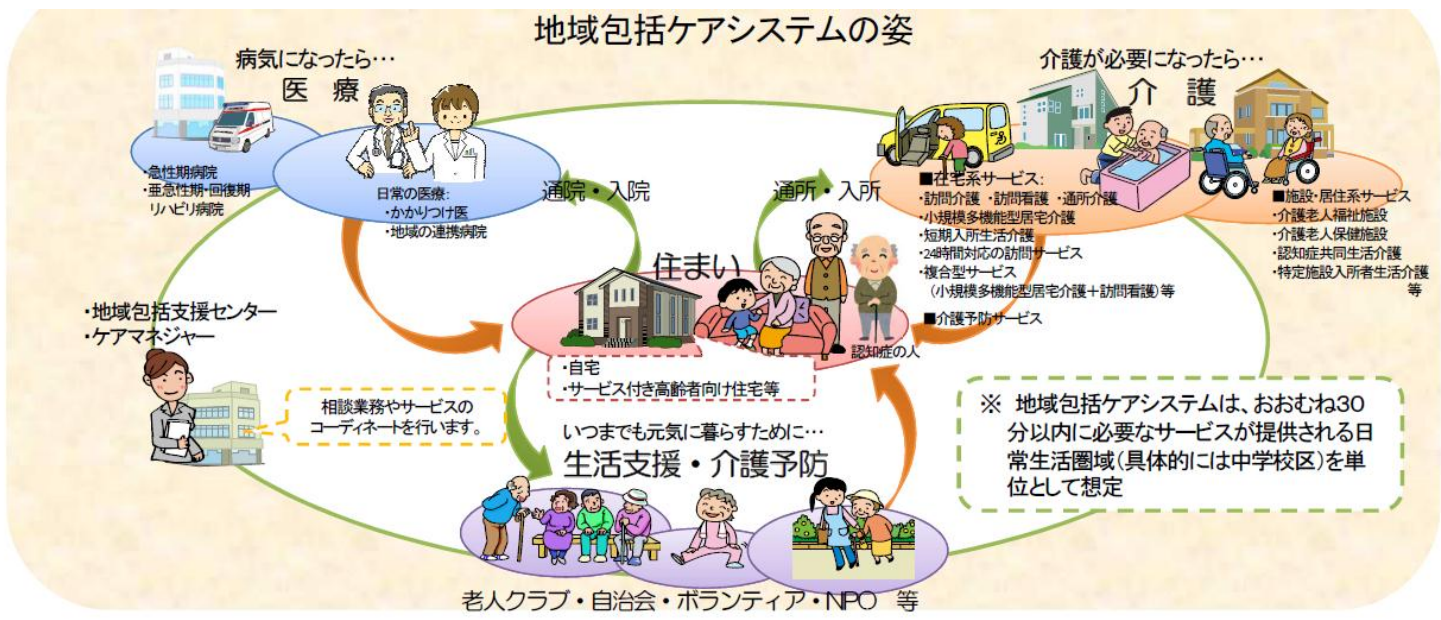 地域包括ケアシステムの姿
病気になったら…
医　療
・急性期病院
・亜急性期・回復期
リハビリ病院
日常の医療:
・かかりつけ医
・地域の連携病院
通院・入院
通所・入所
介護が必要になったら…
介　護
■在宅系サービス:
・訪問介護 ・訪問看護 ・通所介護
・小規模多機能型居宅介護
・短期入所生活介護
・24時間対応の訪問サービス
・複合型サービス
（小規模多機能型居宅介護＋訪問看護)等
■介護予防サービス
■施設・居住系サービス
・介護老人福祉施設
・介護老人保健施設
・認知症共同生活介護
・特定施設入所者生活介護
等
住まい
認知症の人
・自宅
・サービス付き高齢者向け住宅等
・地域包括支援センター
・ケアマネジャー
相談業務やサービスの
コーディネートを行います。
いつまでも元気に暮らすために…
生活支援・介護予防
老人クラブ・自治会・ボランティア・NPO　等
※ 地域包括ケアシステムは、おおむね30
分以内に必要なサービスが提供される日
常生活圏域(具体的には中学校区)を単
位として想定